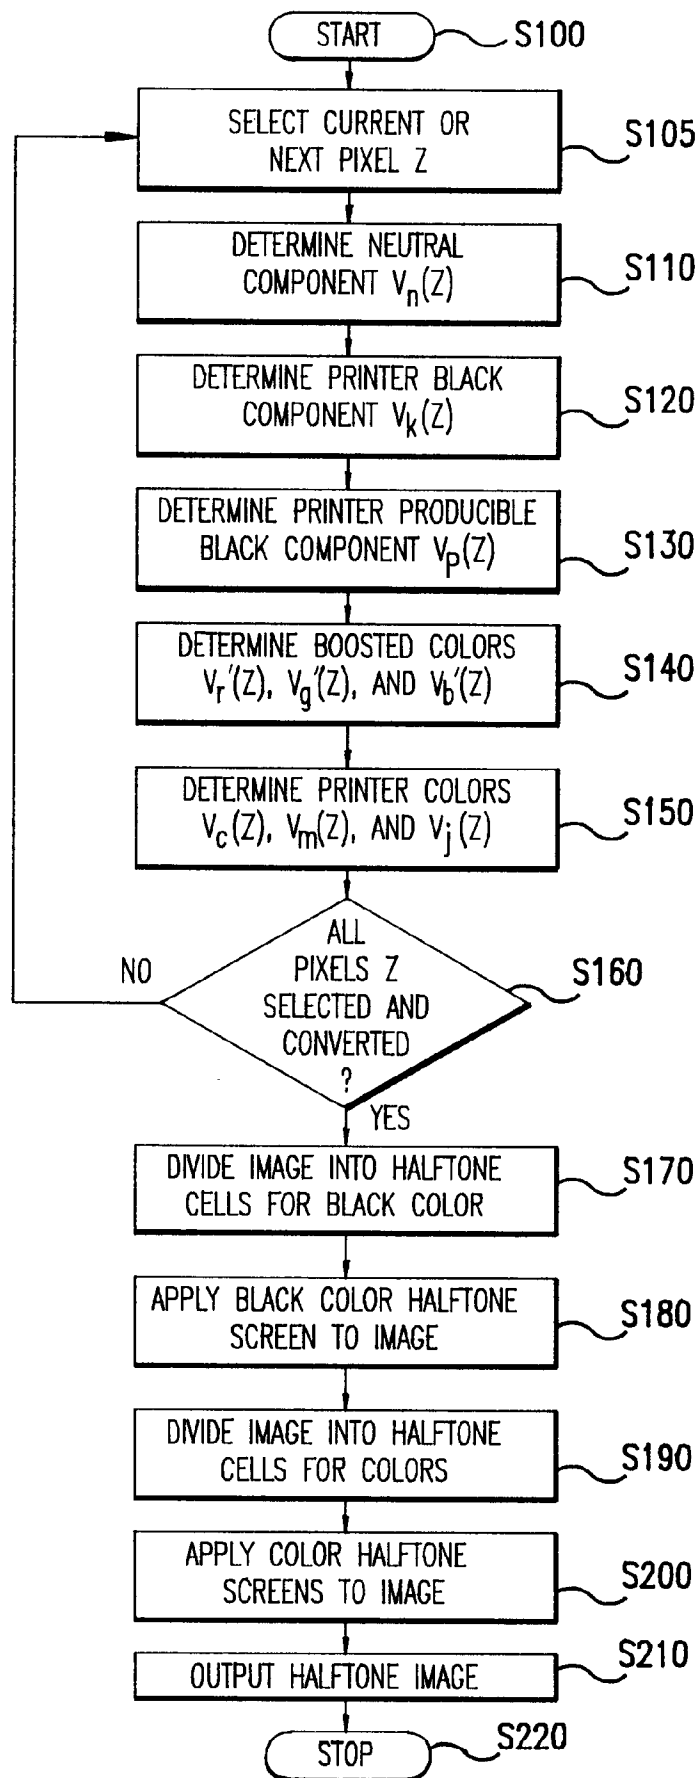 START
S100
SELECT CURRENT OR
NEXT PIXEL Z
S105
DETERMINE NEUTRAL
COMPONENT Vn(Z)
S110
DETERMINE PRINTER BLACK
COMPONENT Vk(Z)
S120
DETERMINE PRINTER PRODUCIBLE
BLACK COMPONENT Vp(Z)
S130
DETERMINE BOOSTED COLORS
Vr'(Z), Vg'(Z), AND Vb'(Z)
S140
DETERMINE PRINTER COLORS
Vc(Z), Vm(Z), AND Vj(Z)
S150
ALL
PIXELS Z
SELECTED AND
CONVERTED
?
S160
NO
YES
DIVIDE IMAGE INTO HALFTONE
CELLS FOR BLACK COLOR
S170
APPLY BLACK COLOR HALFTONE
SCREEN TO IMAGE
S180
DIVIDE IMAGE INTO HALFTONE
CELLS FOR COLORS
S190
APPLY COLOR HALFTONE
SCREENS TO IMAGE
S200
OUTPUT HALFTONE IMAGE
S210
STOP
S220